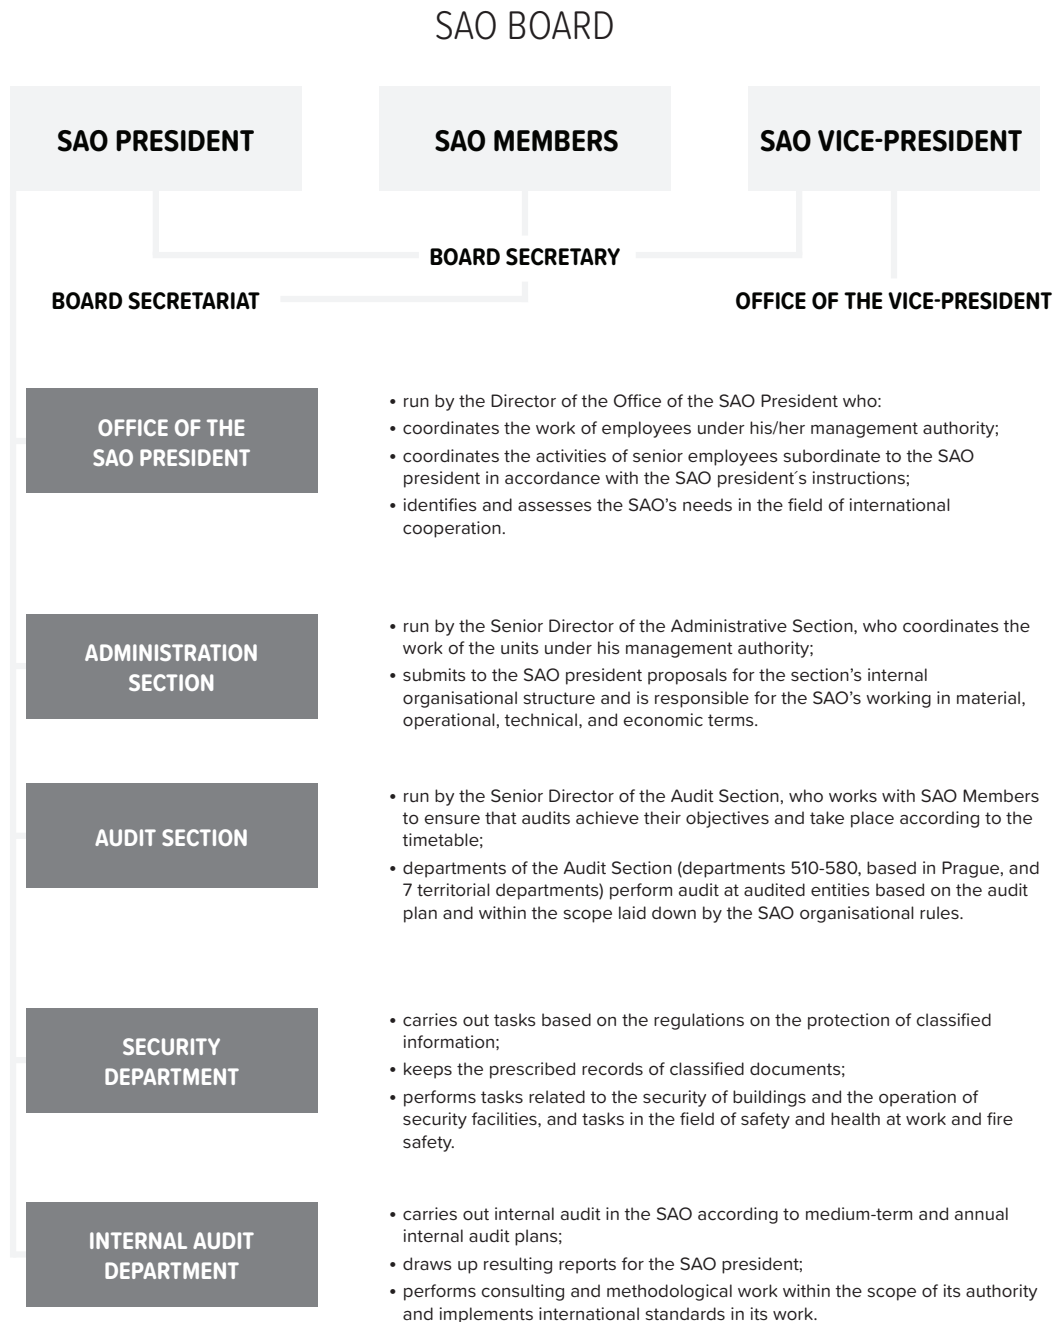 SAO BOARD
SAO PRESIDENT
SAO MEMBERS
SAO VICE-PRESIDENT
BOARD SECRETARY
BOARD SECRETARIAT
OFFICE OF THE VICE-PRESIDENT
OFFICE OF THE
SAO PRESIDENT
• run by the Director of the Office of the SAO President who:
• coordinates the work of employees under his/her management authority;
• coordinates the activities of senior employees subordinate to the SAO
president in accordance with the SAO president´s instructions;
• identifies and assesses the SAO’s needs in the field of international
cooperation.
ADMINISTRATION
SECTION
• run by the Senior Director of the Administrative Section, who coordinates the
work of the units under his management authority;
• submits to the SAO president proposals for the section’s internal
organisational structure and is responsible for the SAO’s working in material,
operational, technical, and economic terms.
AUDIT SECTION
• run by the Senior Director of the Audit Section, who works with SAO Members
to ensure that audits achieve their objectives and take place according to the
timetable;
• departments of the Audit Section (departments 510-580, based in Prague, and
7 territorial departments) perform audit at audited entities based on the audit
plan and within the scope laid down by the SAO organisational rules.
SECURITY
DEPARTMENT
• carries out tasks based on the regulations on the protection of classified
information;
• keeps the prescribed records of classified documents;
• performs tasks related to the security of buildings and the operation of
security facilities, and tasks in the field of safety and health at work and fire
safety.
INTERNAL AUDIT
DEPARTMENT
• carries out internal audit in the SAO according to medium-term and annual
internal audit plans;
• draws up resulting reports for the SAO president;
• performs consulting and methodological work within the scope of its authority
and implements international standards in its work.